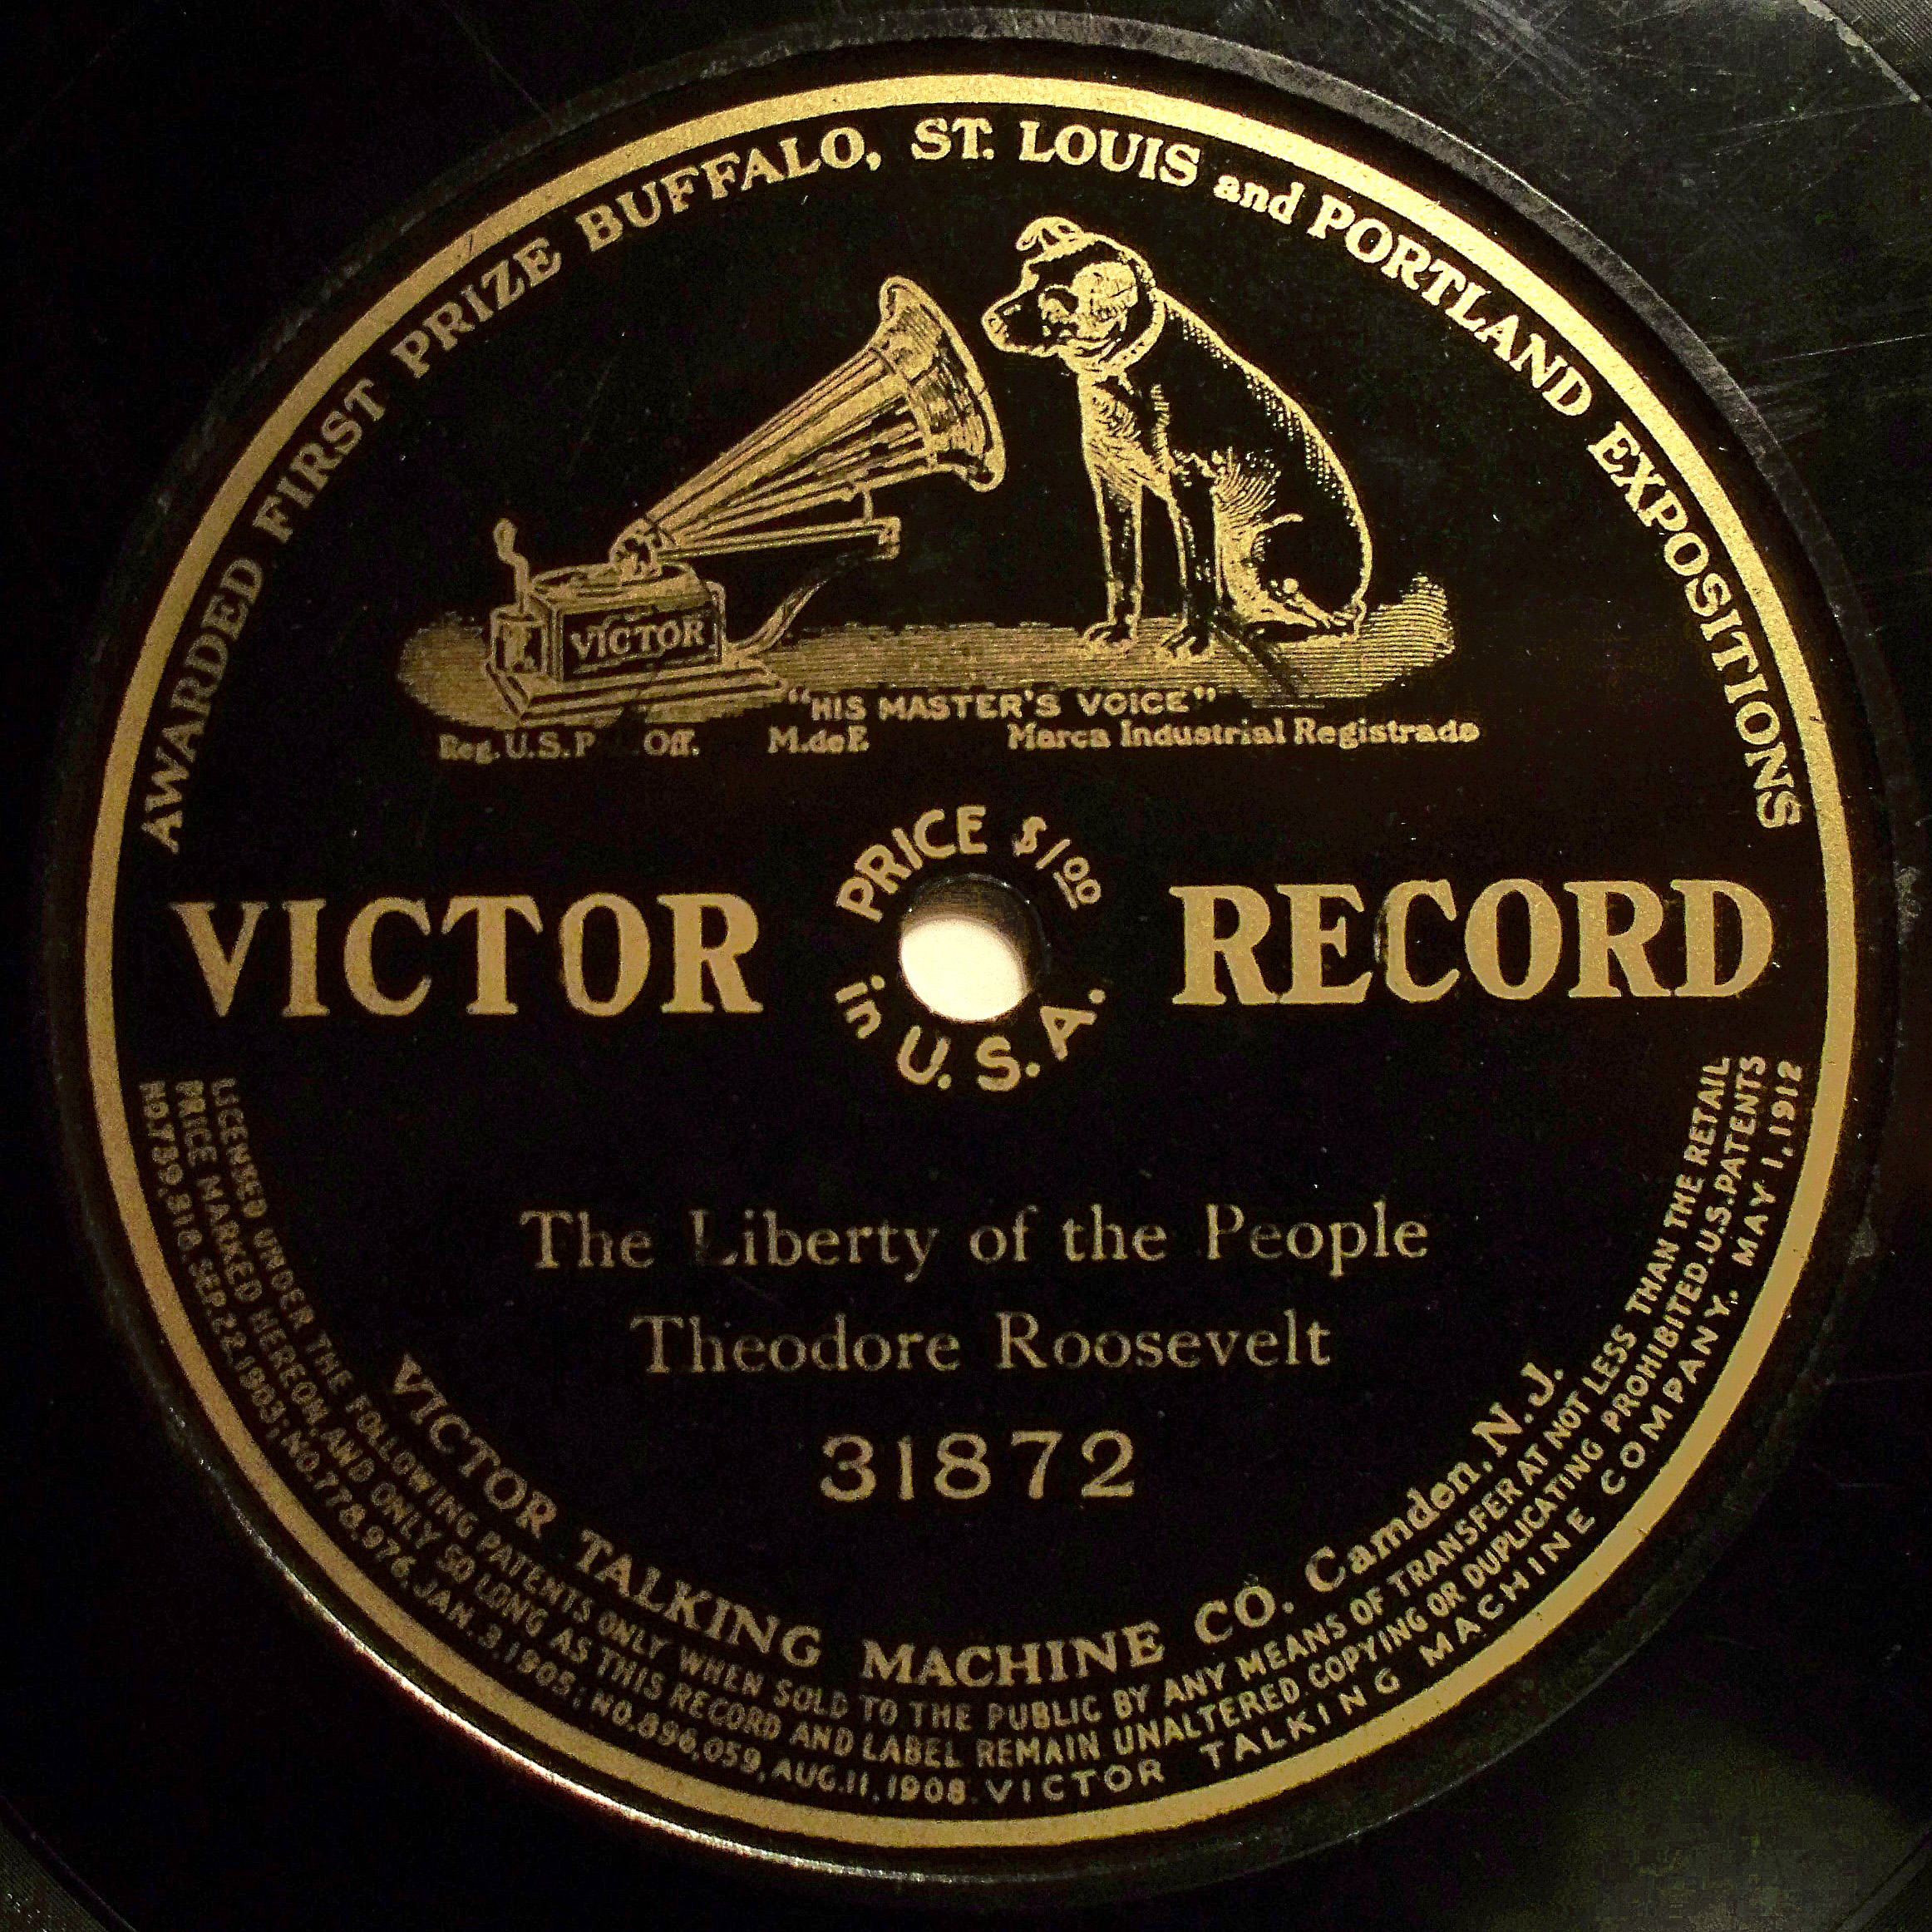 AWARDED FIRST PRIZE BUFFALO, ST. LOUIS and PORTLAND EXPOSITIONS
VICTOR
"HIS MASTER'S VOICE"
Reg. U.S.P Off. M.deF. Marca Industrial Registrada
PRICE $1.00
VICTOR RECORD
in U.S.A.
The Liberty of the People
Theodore Roosevelt
31872
VICTOR TALKING MACHINE CO. Camden, N.J.
LICENSED UNDER THE FOLLOWING PATENTS ONLY WHEN SOLD TO THE PUBLIC BY ANY MEANS OF TRANSFER AT NOT LESS THAN THE RETAIL
PRICE MARKED HEREON, AND ONLY SO LONG AS THIS RECORD AND LABEL REMAIN UNALTERED. COPYING OR DUPLICATING PROHIBITED. U.S. PATENTS
NO. 739,318, SEP. 22, 1903; NO. 778,976, JAN. 3, 1905; NO. 896,059, AUG. 11, 1908. VICTOR TALKING MACHINE COMPANY. MAY 1, 1912